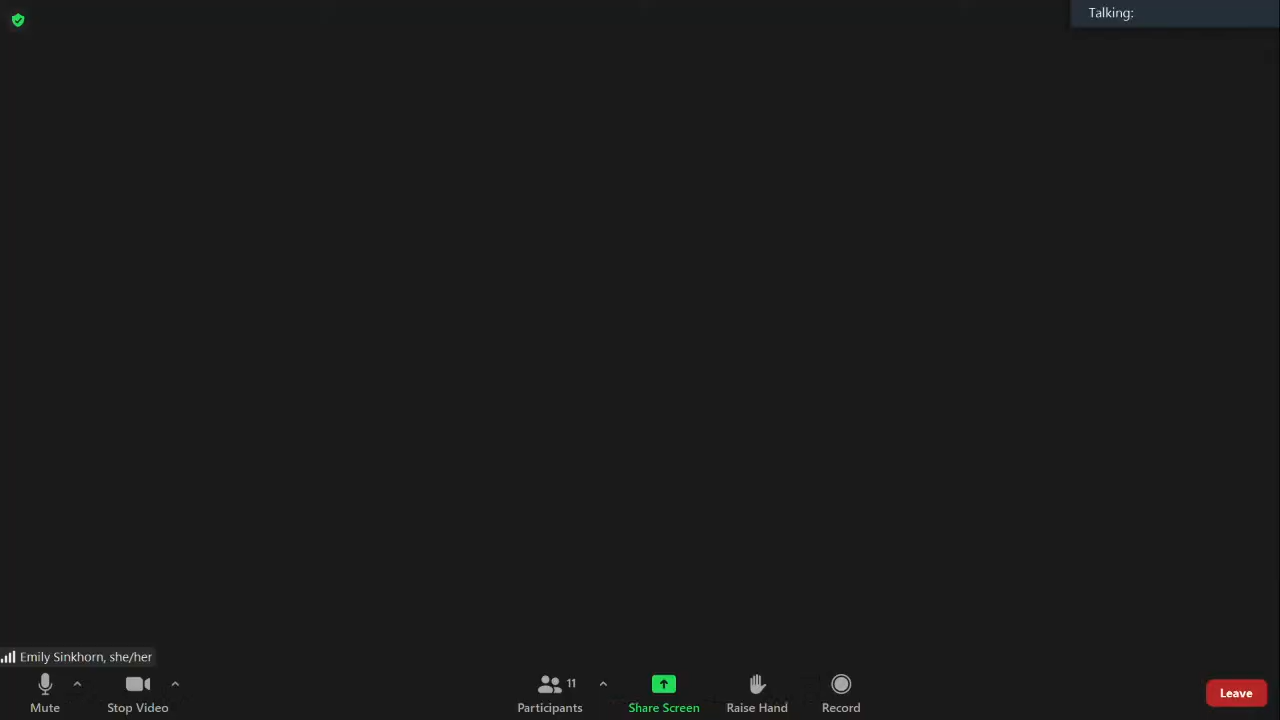 Talking:
Emily Sinkhorn, she/her
Mute
Stop Video
11
Participants
Share Screen
Raise Hand
Record
Leave